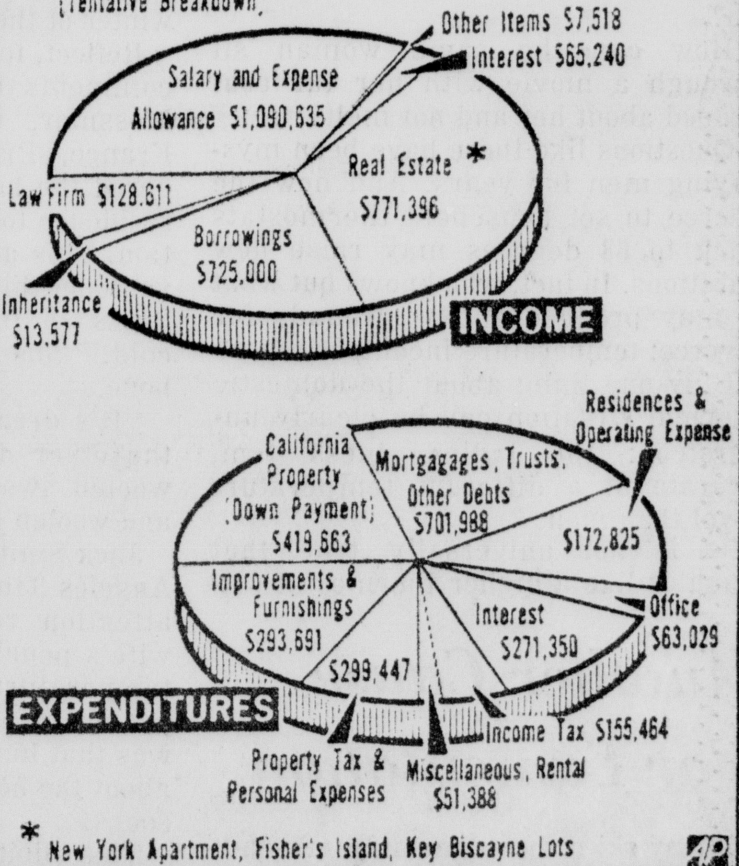 (Tentative Breakdown)
Other Items $7,518
Interest $65,240
Salary and Expense
Allowance $1,090,635
Real Estate *
$771,396
Law Firm $128,611
Borrowings
$725,000
Inheritance
$13,577
INCOME
Residences &
Operating Expense
$172,825
California
Property
Down Payment
$419,663
Mortgagages, Trusts,
Other Debts
$701,988
Improvements &
Furnishings
$293,691
Interest
$271,350
Office
$63,029
$299,447
EXPENDITURES
Income Tax $155,464
Property Tax &
Personal Expenses
Miscellaneous, Rental
$51,388
* New York Apartment, Fisher's Island, Key Biscayne Lots
AP